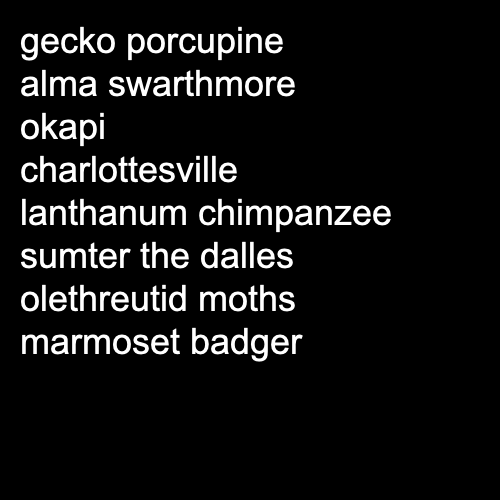 gecko porcupine
alma swarthmore
okapi
charlottesville
lanthanum chimpanzee
sumter the dalles
olethreutid moths
marmoset badger